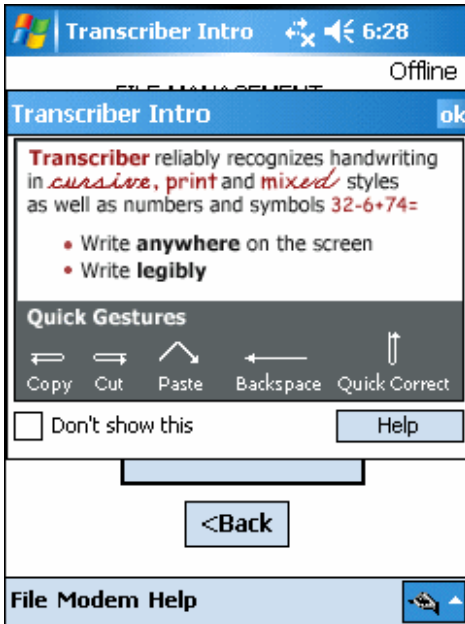 Transcriber Intro 6:28
Offline
FILE MANAGEMENT
Transcriber Intro ok
Transcriber reliably recognizes handwriting
in cursive, print and mixed styles
as well as numbers and symbols 32-6+74=
• Write anywhere on the screen
• Write legibly
Quick Gestures
Copy Cut Paste Backspace Quick Correct
Don't show this Help
<Back
File Modem Help